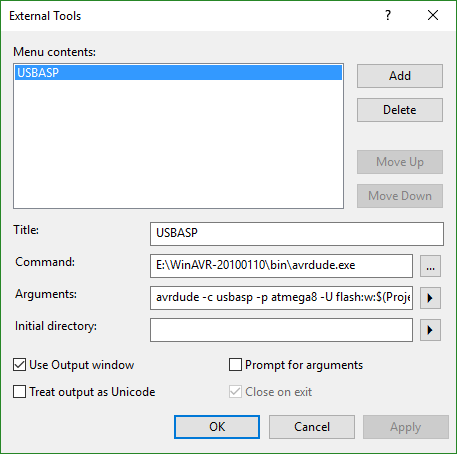 External Tools
Menu contents:
USBASP
Add
Delete
Move Up
Move Down
Title:
USBASP
Command:
E:\WinAVR-20100110\bin\avrdude.exe
...
Arguments:
avrdude -c usbasp -p atmega8 -U flash:w:$(Proje
Initial directory:
Use Output window
Prompt for arguments
Treat output as Unicode
Close on exit
OK
Cancel
Apply